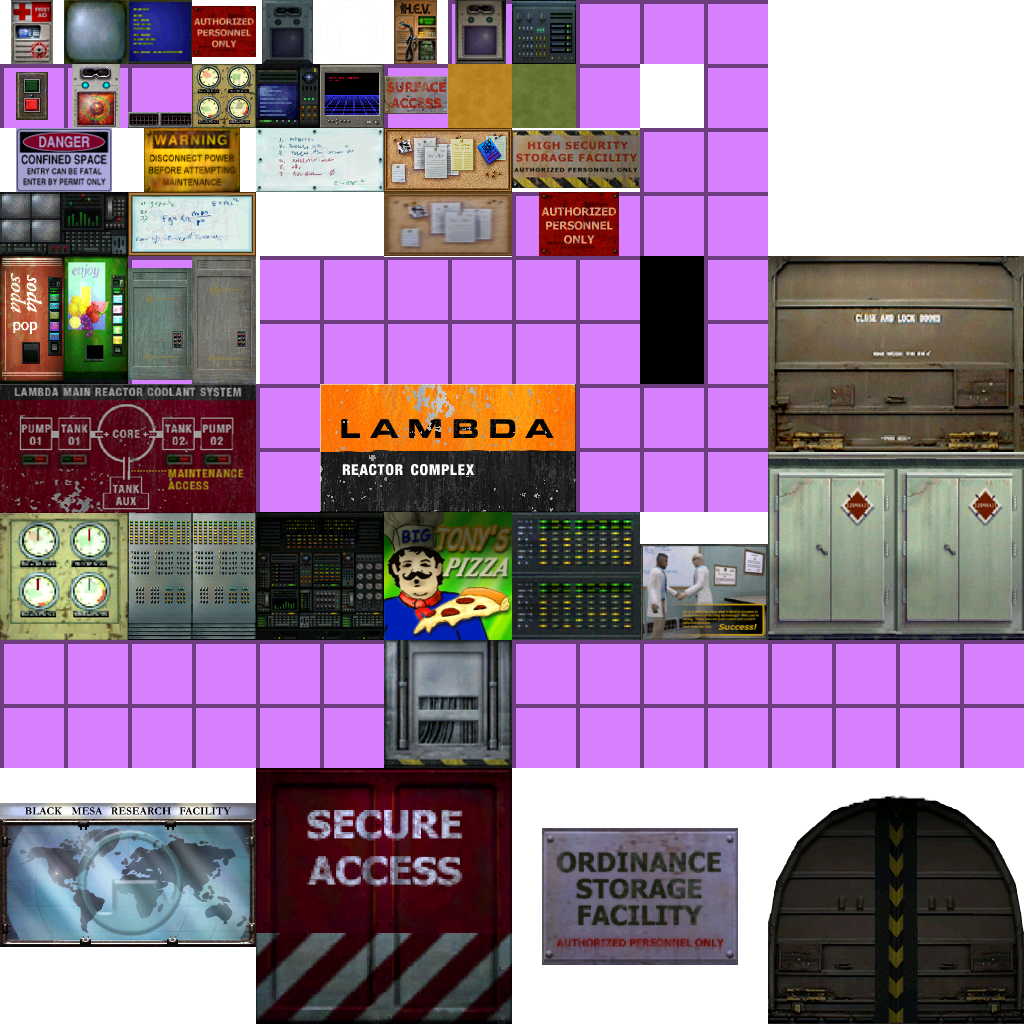 FIRST
AID
AUTHORIZED
PERSONNEL
ONLY
H.E.V.
SURFACE
ACCESS
DANGER
CONFINED SPACE
ENTRY CAN BE FATAL
ENTER BY PERMIT ONLY
WARNING
DISCONNECT POWER
BEFORE ATTEMPTING
MAINTENANCE
HIGH SECURITY
STORAGE FACILITY
AUTHORIZED PERSONNEL ONLY
AUTHORIZED
PERSONNEL
ONLY
soda
soda
pop
enjoy
CLOSE AND LOCK DOORS
LAMBDA MAIN REACTOR COOLANT SYSTEM
PUMP
01
TANK
01
CORE
TANK
02
PUMP
02
MAINTENANCE
ACCESS
TANK
AUX
LAMBDA
REACTOR COMPLEX
BIG TONY'S
PIZZA
Success!
BLACK MESA RESEARCH FACILITY
SECURE
ACCESS
ORDINANCE
STORAGE
FACILITY
AUTHORIZED PERSONNEL ONLY